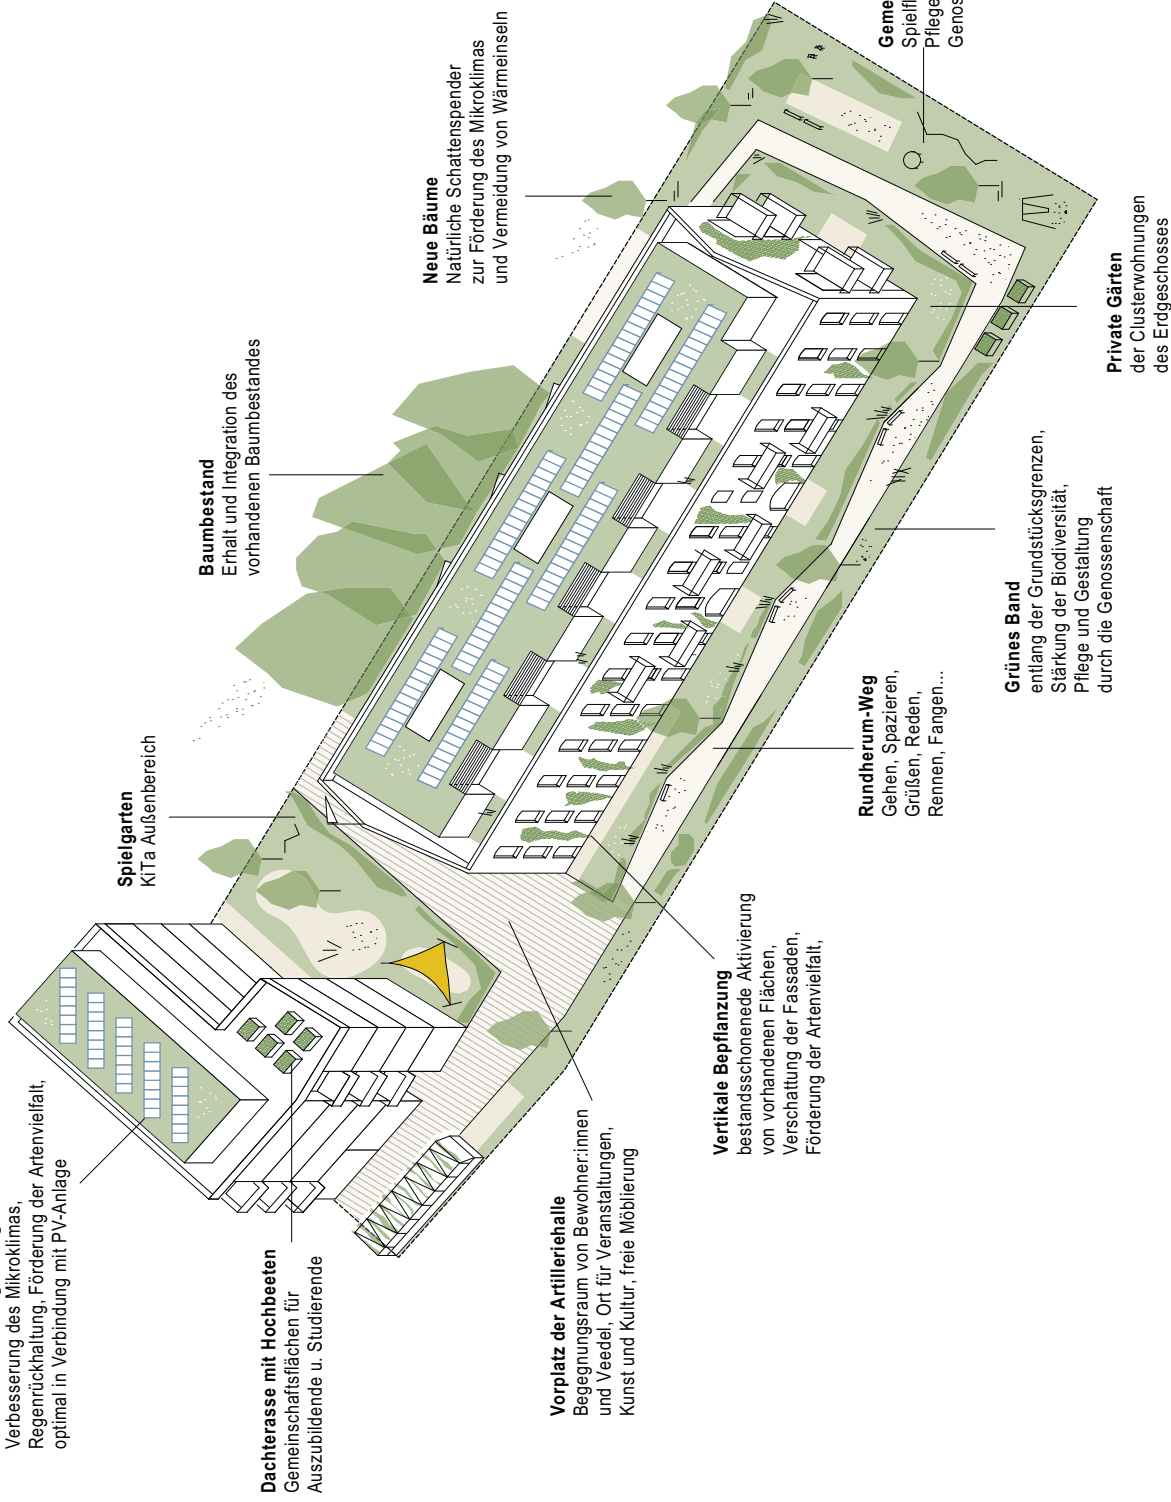 Verbesserung des Mikroklimas,
Regenrückhaltung, Förderung der Artenvielfalt,
optimal in Verbindung mit PV-Anlage
Dachterasse mit Hochbeeten
Gemeinschaftsflächen für
Auszubildende u. Studierende
Spielgarten
KiTa Außenbereich
Baumbestand
Erhalt und Integration des
vorhandenen Baumbestandes
Neue Bäume
Natürliche Schattenspender
zur Förderung des Mikroklimas
und Vermeidung von Wärmeinseln
Vorplatz der Artilleriehalle
Begegnungsraum von Bewohner:innen
und Veedel, Ort für Veranstaltungen,
Kunst und Kultur, freie Möblierung
Vertikale Bepflanzung
bestandsschonenede Aktivierung
von vorhandenen Flächen,
Verschattung der Fassaden,
Förderung der Artenvielfalt,
Rundherum-Weg
Gehen, Spazieren,
Grüßen, Reden,
Rennen, Fangen...
Grünes Band
entlang der Grundstücksgrenzen,
Stärkung der Biodiversität,
Pflege und Gestaltung
durch die Genossenschaft
Private Gärten
der Clusterwohnungen
des Erdgeschosses
Geme
Spielfl
Pflege
Genos